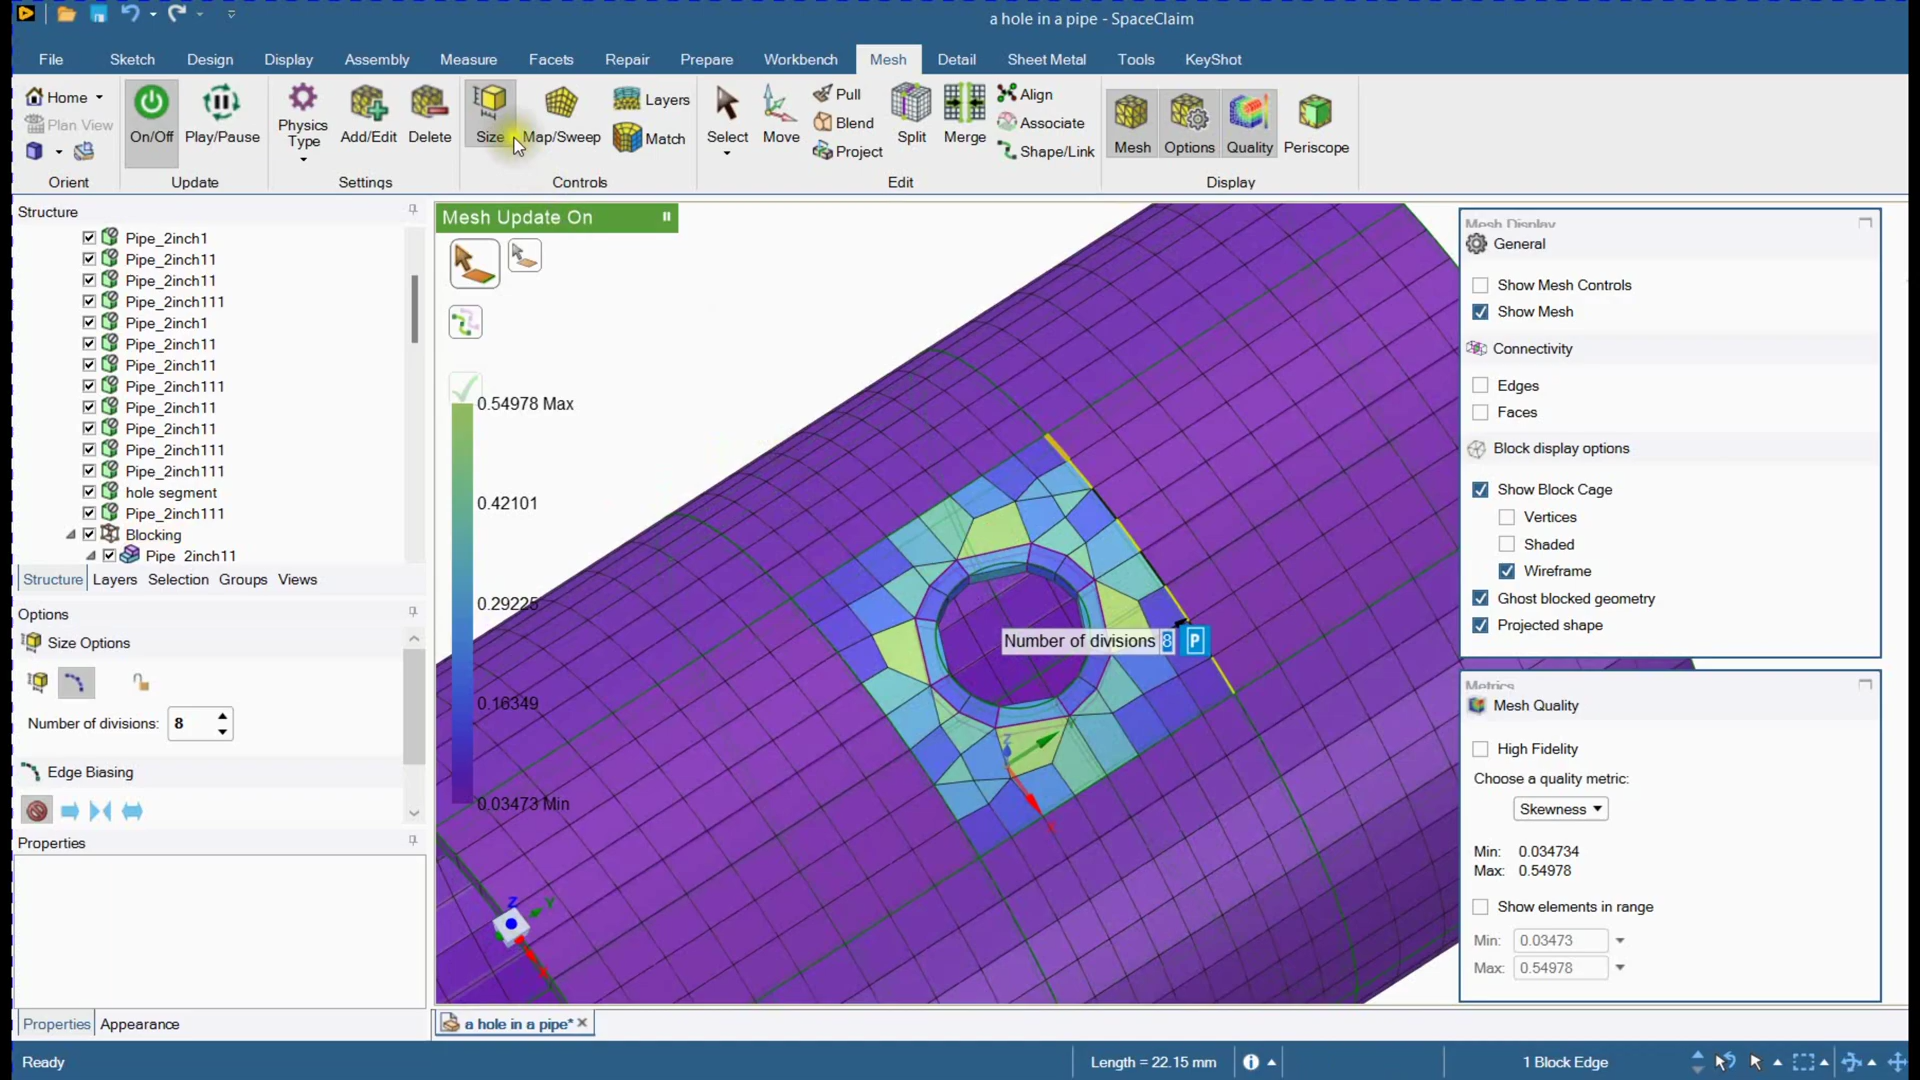 a hole in a pipe - SpaceClaim
File Sketch Design Display Assembly Measure Facets Repair Prepare Workbench Mesh Detail Sheet Metal Tools KeyShot
Home
Plan View
Orient
On/Off
Play/Pause
Update
Physics
Type
Add/Edit
Delete
Settings
Size
Map/Sweep
Layers
Match
Controls
Select
Move
Pull
Blend
Project
Split
Merge
Align
Associate
Shape/Link
Edit
Mesh
Options
Quality
Periscope
Display
Structure
Pipe_2inch1
Pipe_2inch11
Pipe_2inch11
Pipe_2inch111
Pipe_2inch1
Pipe_2inch11
Pipe_2inch11
Pipe_2inch111
Pipe_2inch11
Pipe_2inch11
Pipe_2inch111
Pipe_2inch111
hole segment
Pipe_2inch111
Blocking
Pipe_2inch11
Structure Layers Selection Groups Views
Options
Size Options
Number of divisions: 8
Edge Biasing
Properties
Properties Appearance
Mesh Update On
0.54978 Max
0.42101
0.29225
0.16349
0.03473 Min
Number of divisions 8 P
Z
Y
X
Z
Y
a hole in a pipe*
Mesh Display
General
Show Mesh Controls
Show Mesh
Connectivity
Edges
Faces
Block display options
Show Block Cage
Vertices
Shaded
Wireframe
Ghost blocked geometry
Projected shape
Metrics
Mesh Quality
High Fidelity
Choose a quality metric:
Skewness
Min: 0.034734
Max: 0.54978
Show elements in range
Min: 0.03473
Max: 0.54978
Ready
Length = 22.15 mm
1 Block Edge